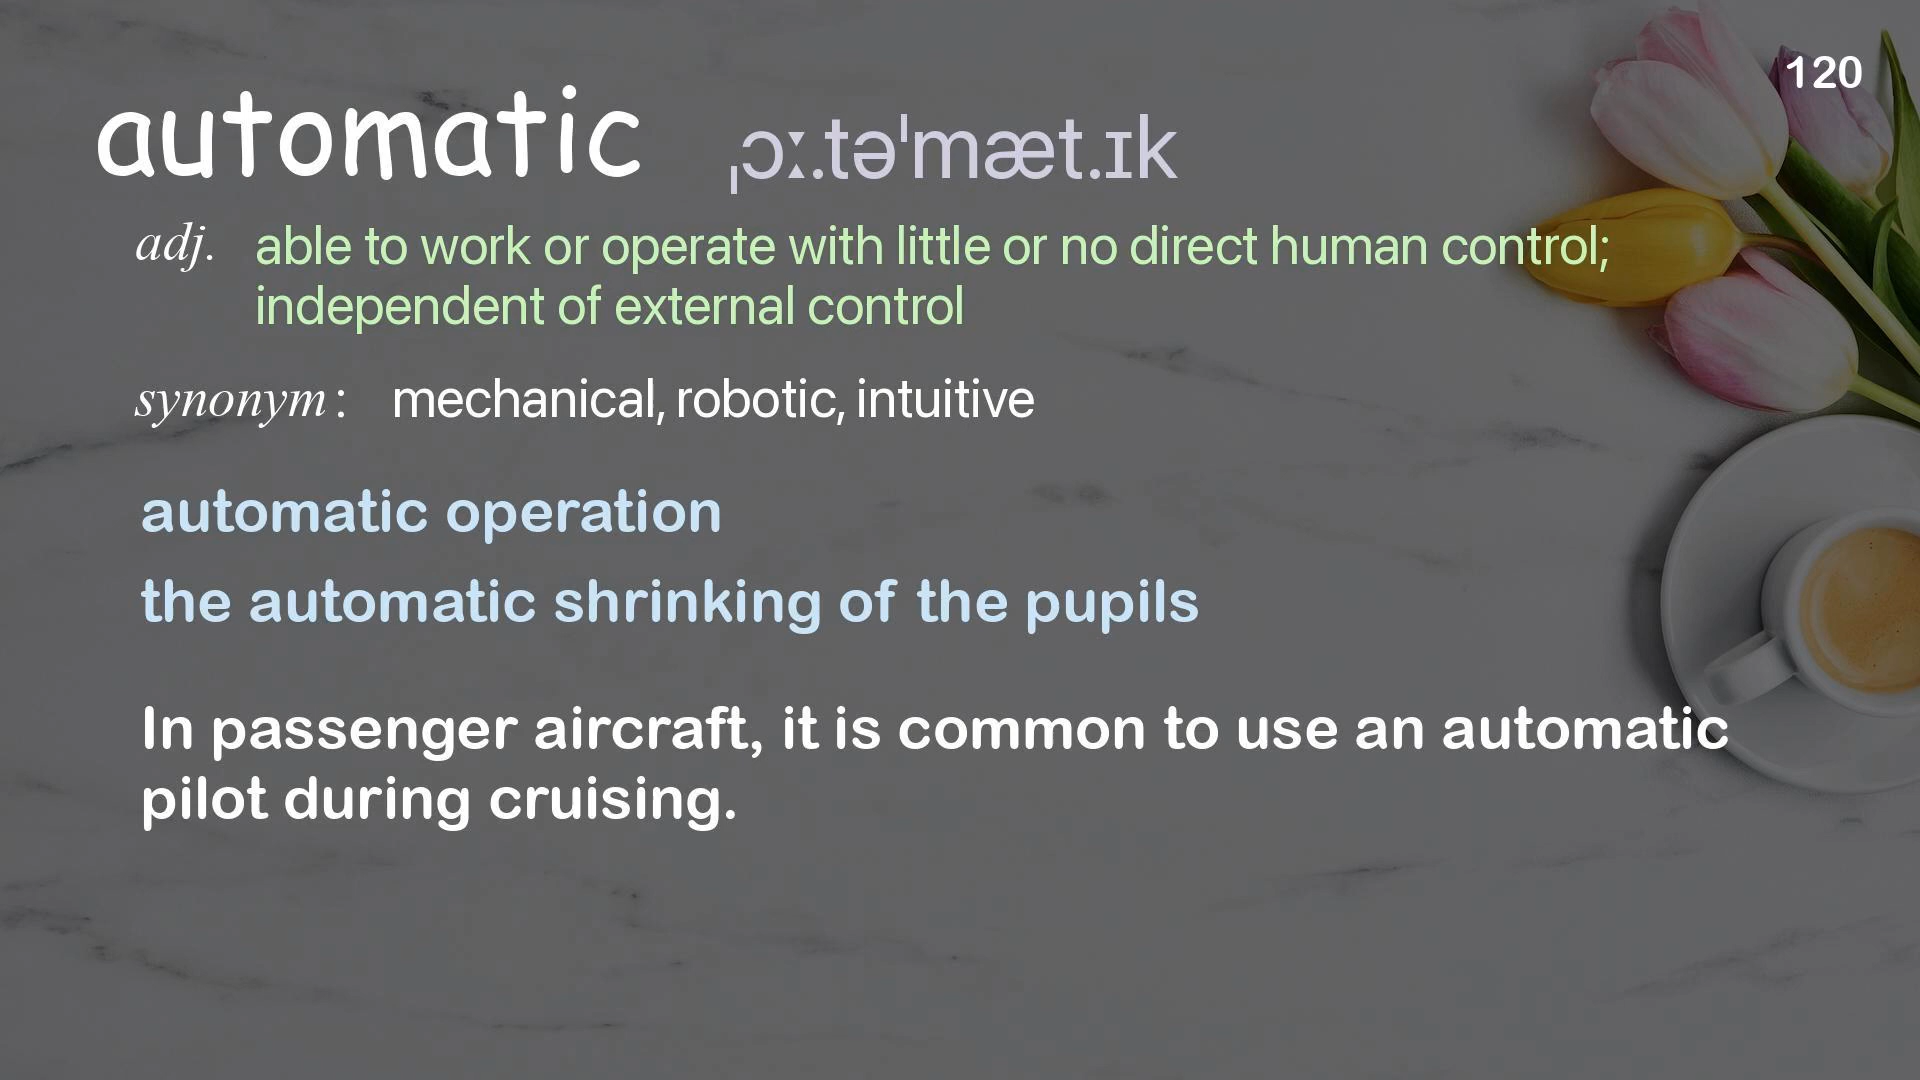 120
automatic ˌɔː.təˈmæt.ɪk
adj. able to work or operate with little or no direct human control;
independent of external control
synonym : mechanical, robotic, intuitive
automatic operation
the automatic shrinking of the pupils
In passenger aircraft, it is common to use an automatic
pilot during cruising.